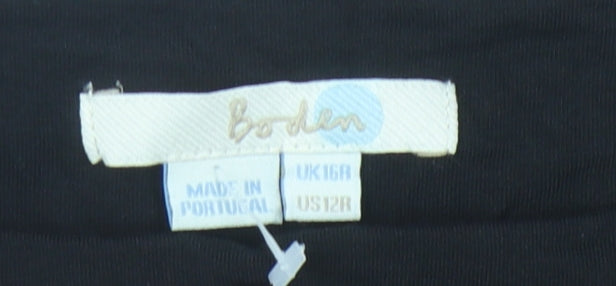 Boden
MADE IN
PORTUGAL
UK16R
US12R